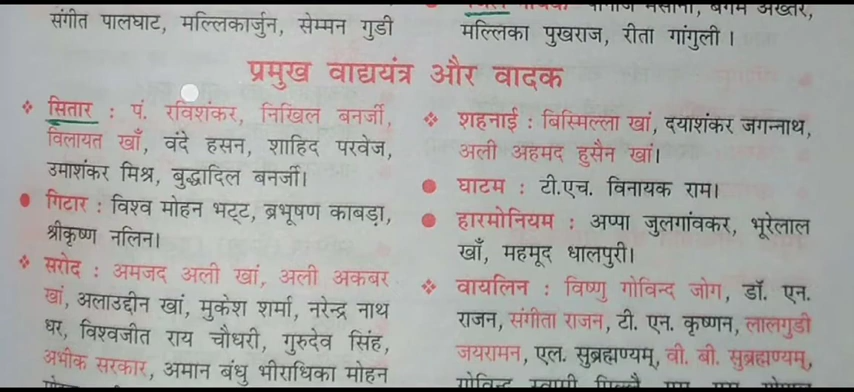 संगीत पालघाट, मल्लिकार्जुन, सेम्मन गुडी
बेगम अख्तर,
मल्लिका पुखराज, रीता गांगुली ।
प्रमुख वाद्ययंत्र और वादक
❖ सितार : पं. रविशंकर, निखिल बनर्जी,
विलायत खाँ, वंदे हसन, शाहिद परवेज,
उमाशंकर मिश्र, बुद्धादिल बनर्जी।
● गिटार : विश्व मोहन भट्ट, ब्रभूषण काबड़ा,
श्रीकृष्ण नलिन।
❖ सरोद : अमजद अली खां, अली अकबर
खां, अलाउद्दीन खां, मुकेश शर्मा, नरेन्द्र नाथ
धर, विश्वजीत राय चौधरी, गुरुदेव सिंह,
अभीक सरकार, अमान बंधु भीराधिका मोहन
❖ शहनाई : बिस्मिल्ला खां, दयाशंकर जगन्नाथ,
अली अहमद हुसैन खां।
● घाटम : टी.एच. विनायक राम।
● हारमोनियम : अप्पा जुलगांवकर, भूरेलाल
खाँ, महमूद धालपुरी।
❖ वायलिन : विष्णु गोविन्द जोग, डॉ. एन.
राजन, संगीता राजन, टी. एन. कृष्णन, लालगुडी
जयरामन, एल. सुब्रह्मण्यम्, वी. बी. सुब्रह्मण्यम्,